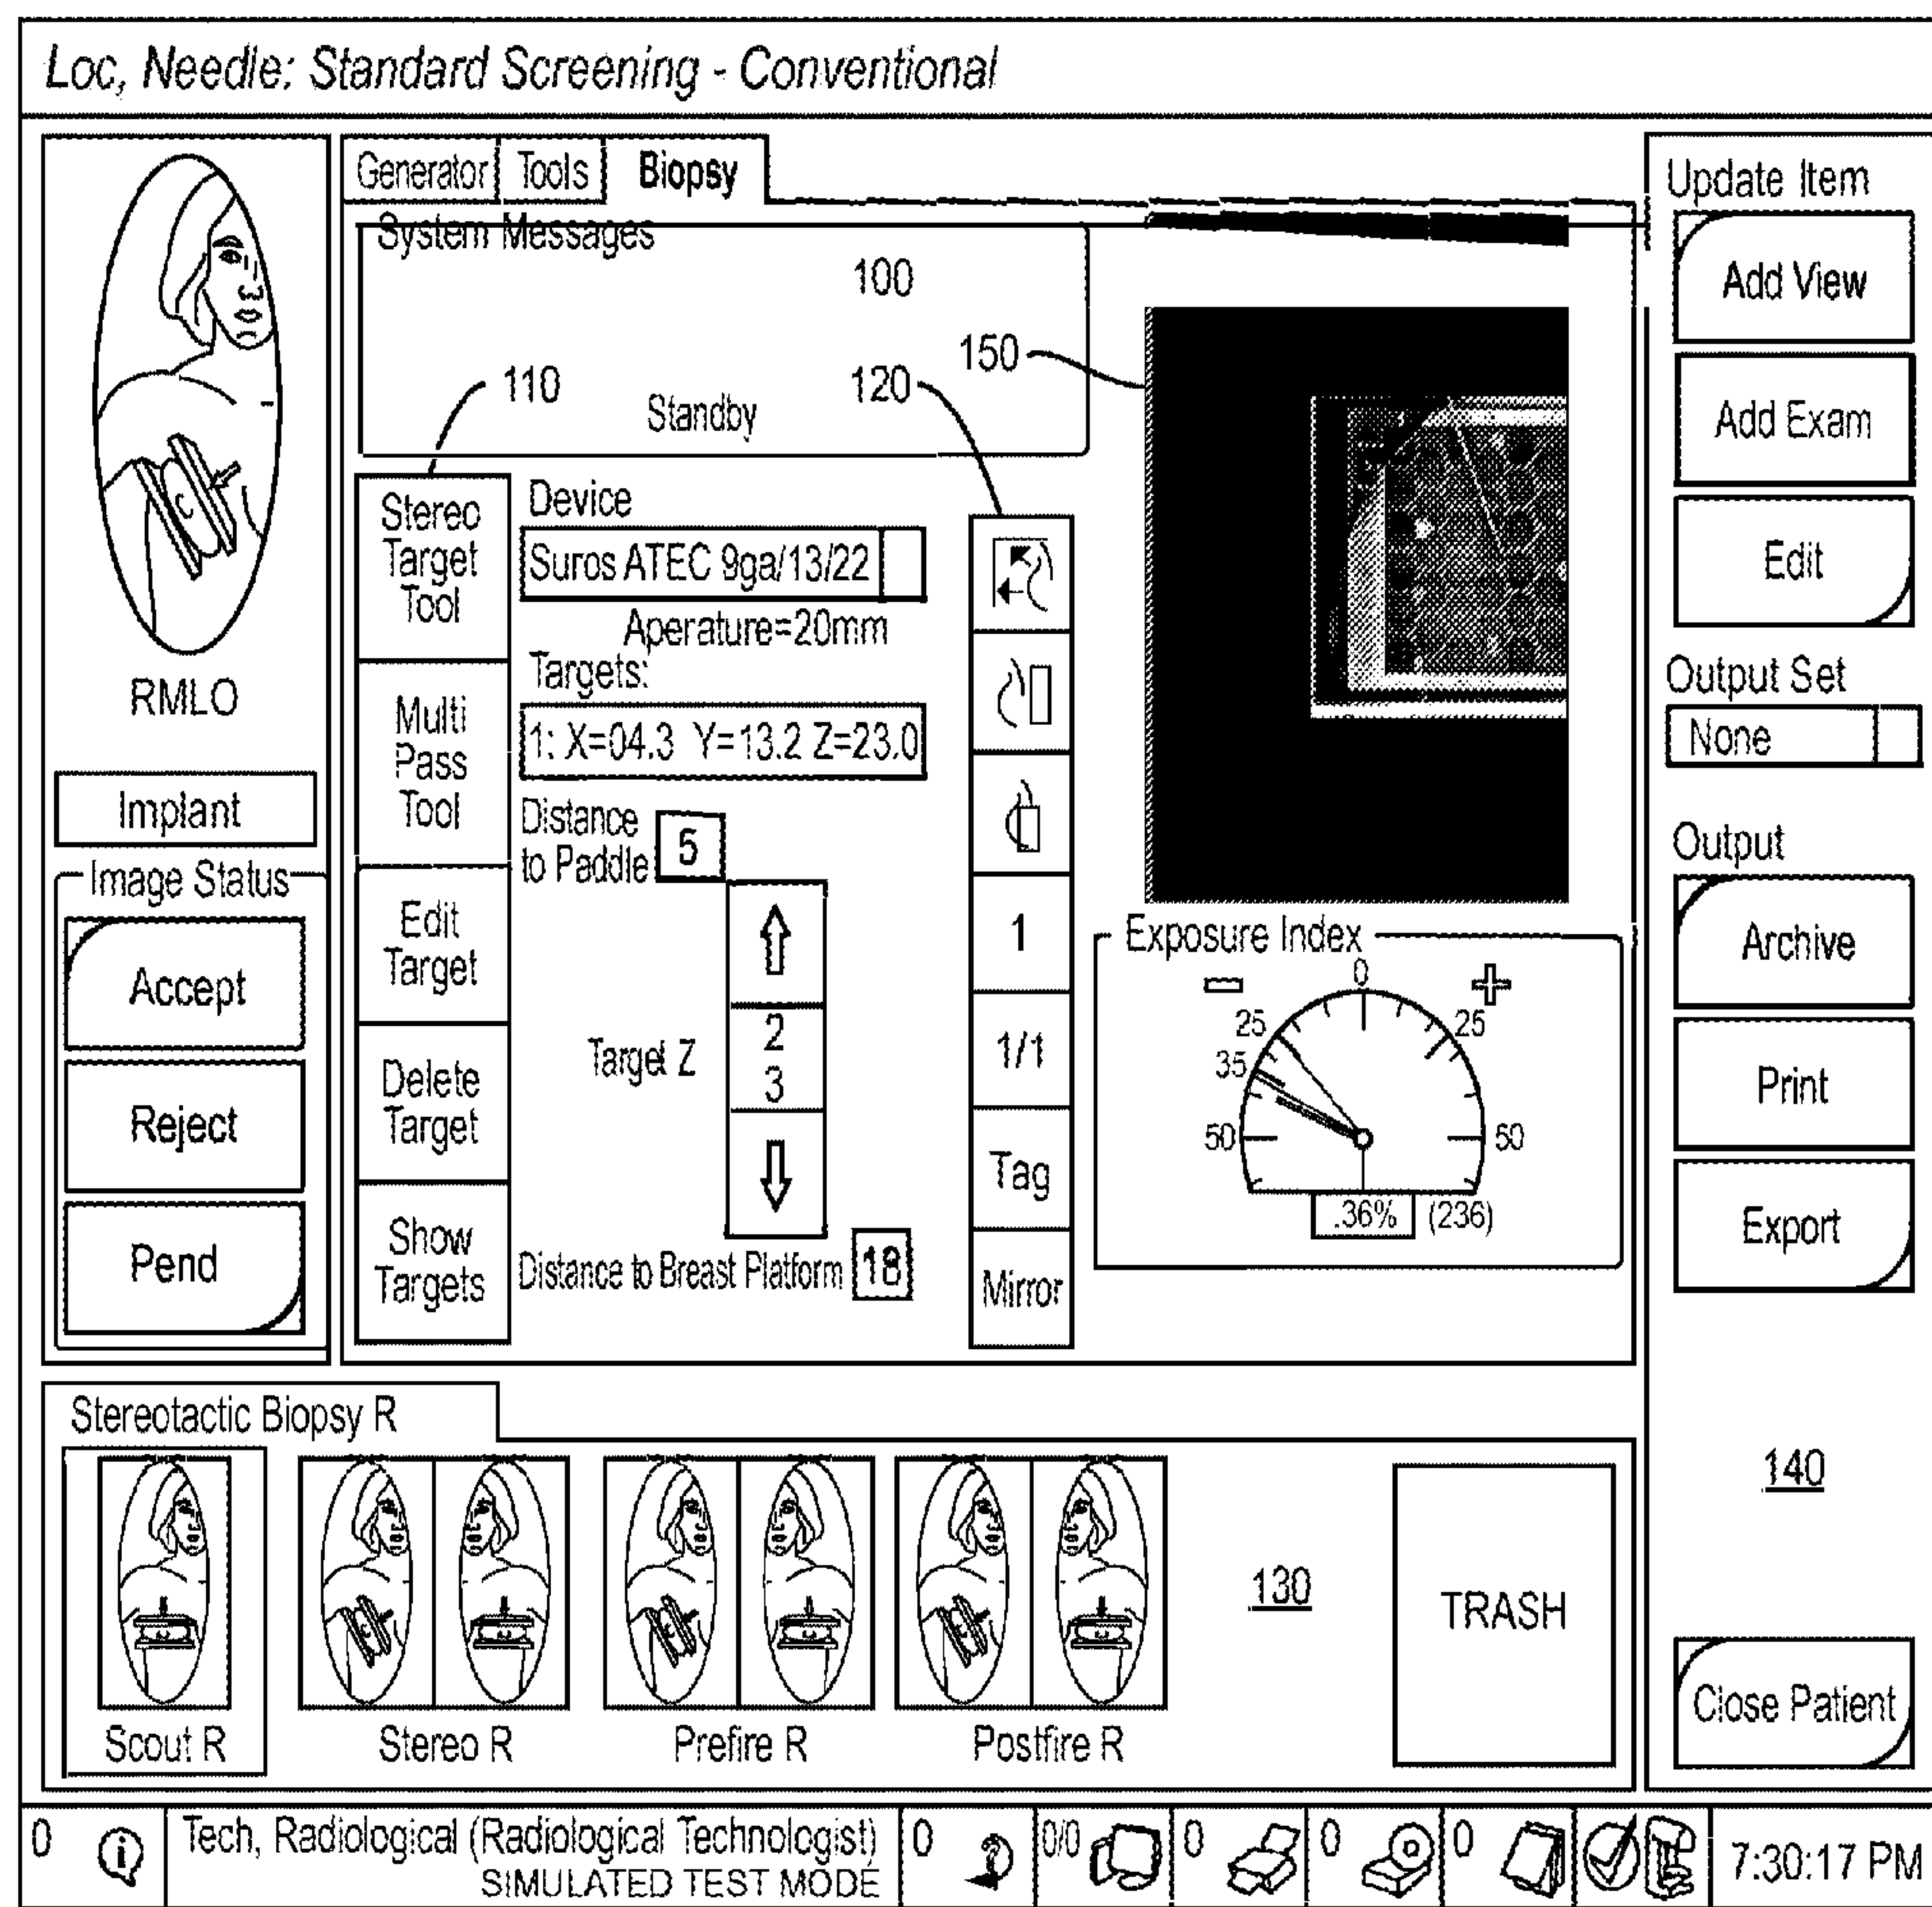 Loc, Needle: Standard Screening - Conventional
RMLO
Implant
Image Status
Accept
Reject
Pend
Generator
Tools
Biopsy
System Messages
100
Standby
110
120
150
Stereo
Target
Tool
Multi
Pass
Tool
Edit
Target
Delete
Target
Show
Targets
Device
Suros ATEC 9ga/13/22
Aperature=20mm
Targets:
1: X=04.3 Y=13.2 Z=23.0
Distance
to Paddle
5
Target Z
2
3
Distance to Breast Platform
18
1
1/1
Tag
Mirror
Exposure Index
-
+
0
25
25
35
50
50
.36%
(236)
Update Item
Add View
Add Exam
Edit
Output Set
None
Output
Archive
Print
Export
140
Close Patient
Stereotactic Biopsy R
Scout R
Stereo R
Prefire R
Postfire R
130
TRASH
0
i
Tech, Radiological (Radiological Technologist)
SIMULATED TEST MODE
0
0/0
0
0
0
7:30:17 PM